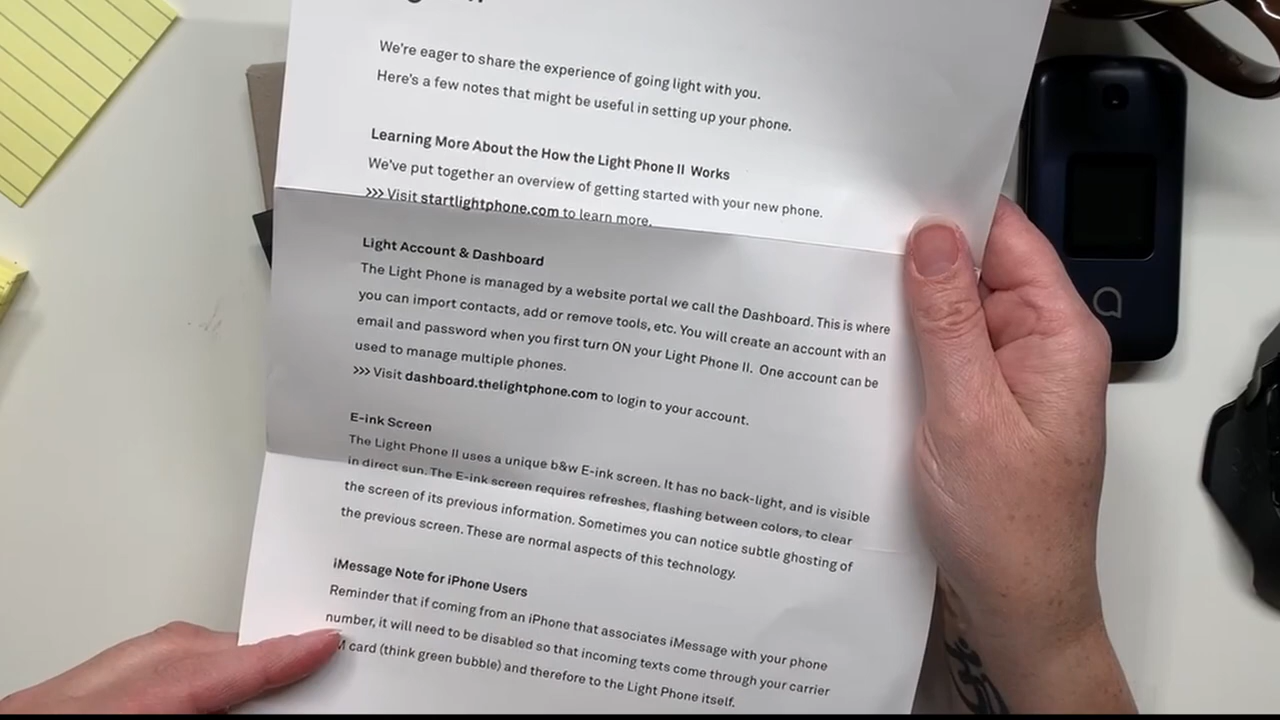 We're eager to share the experience of going light with you.
Here's a few notes that might be useful in setting up your phone.
Learning More About the How the Light Phone II Works
We've put together an overview of getting started with your new phone.
>>> Visit startlightphone.com to learn more.
Light Account & Dashboard
The Light Phone is managed by a website portal we call the Dashboard. This is where
you can import contacts, add or remove tools, etc. You will create an account with an
email and password when you first turn ON your Light Phone II. One account can be
used to manage multiple phones.
>>> Visit dashboard.thelightphone.com to login to your account.
E-ink Screen
The Light Phone II uses a unique b&w E-ink screen. It has no back-light, and is visible
in direct sun. The E-ink screen requires refreshes, flashing between colors, to clear
the screen of its previous information. Sometimes you can notice subtle ghosting of
the previous screen. These are normal aspects of this technology.
iMessage Note for iPhone Users
Reminder that if coming from an iPhone that associates iMessage with your phone
number, it will need to be disabled so that incoming texts come through your carrier
card (think green bubble) and therefore to the Light Phone itself.